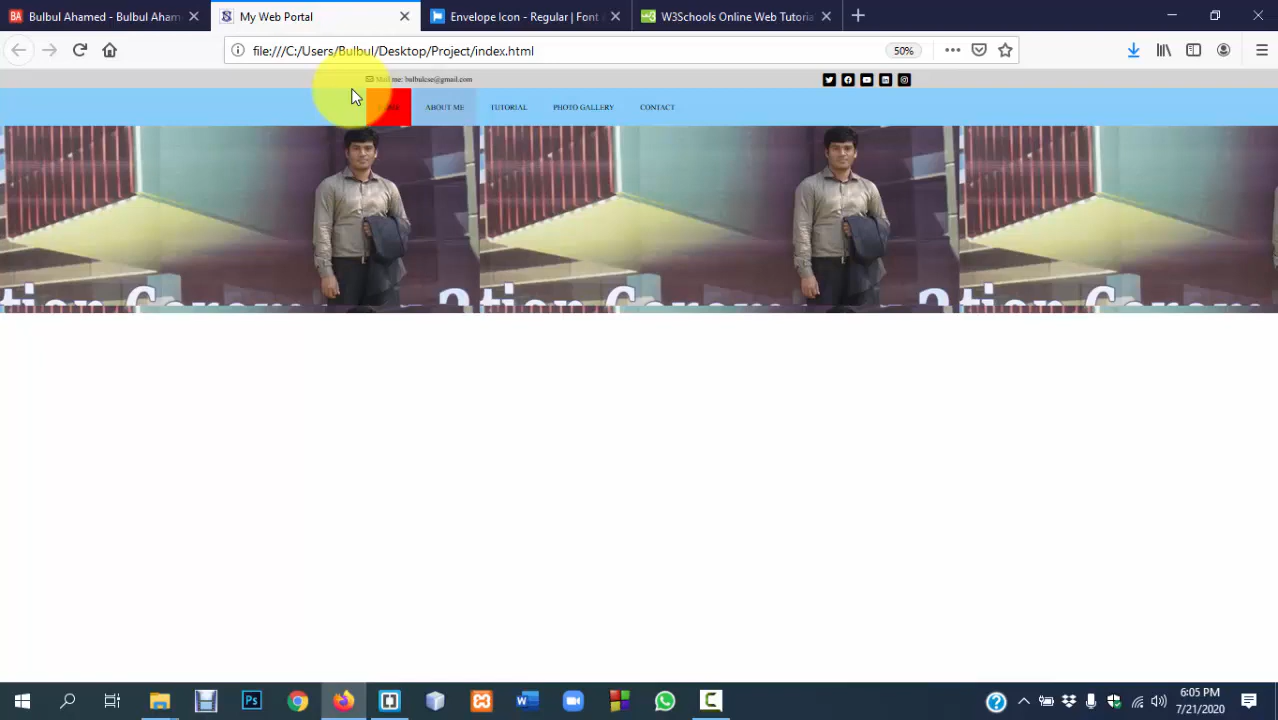 Bulbul Ahamed - Bulbul Aham
My Web Portal
Envelope Icon - Regular | Font
W3Schools Online Web Tutoria
file:///C:/Users/Bulbul/Desktop/Project/index.html
50%
Mail me: bulbulcse@gmail.com
ABOUT ME
TUTORIAL
PHOTO GALLERY
CONTACT
6:05 PM
7/21/2020